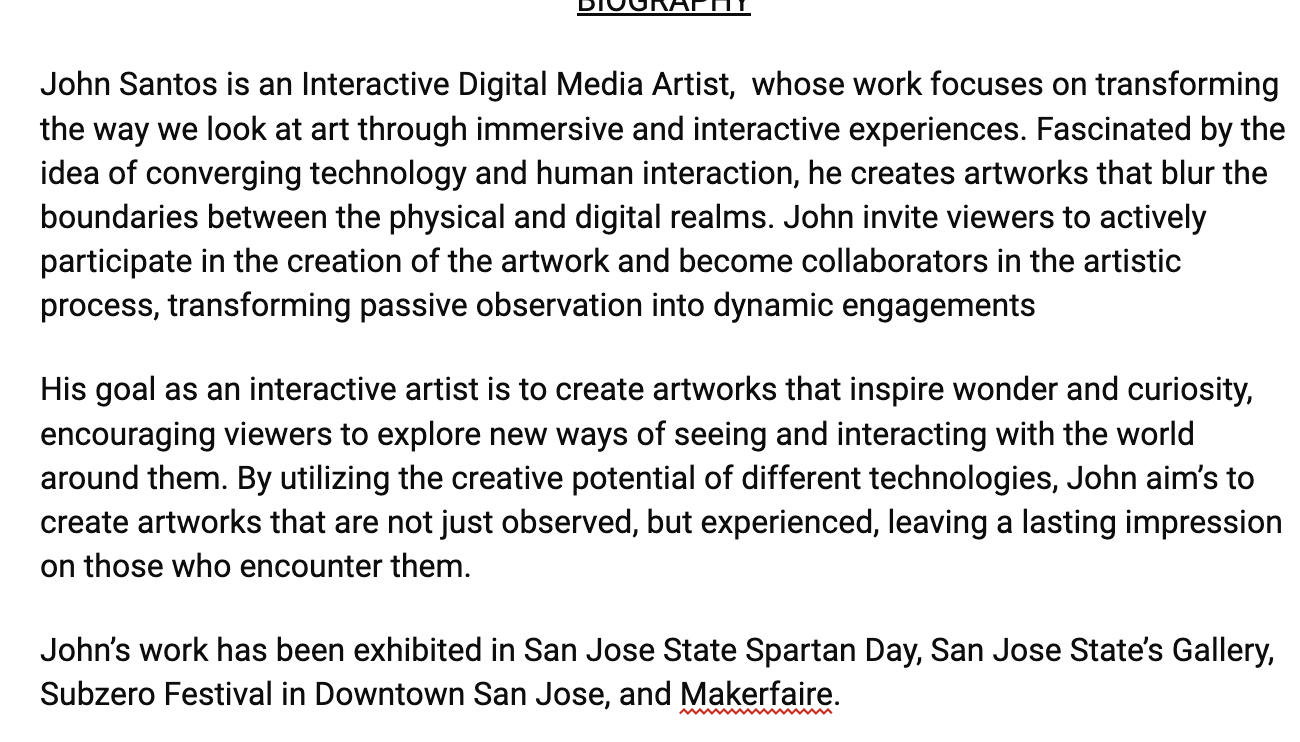 BIOGRAPHY
John Santos is an Interactive Digital Media Artist,  whose work focuses on transforming
the way we look at art through immersive and interactive experiences. Fascinated by the
idea of converging technology and human interaction, he creates artworks that blur the
boundaries between the physical and digital realms. John invite viewers to actively
participate in the creation of the artwork and become collaborators in the artistic
process, transforming passive observation into dynamic engagements
His goal as an interactive artist is to create artworks that inspire wonder and curiosity,
encouraging viewers to explore new ways of seeing and interacting with the world
around them. By utilizing the creative potential of different technologies, John aim’s to
create artworks that are not just observed, but experienced, leaving a lasting impression
on those who encounter them.
John’s work has been exhibited in San Jose State Spartan Day, San Jose State’s Gallery,
Subzero Festival in Downtown San Jose, and Makerfaire.